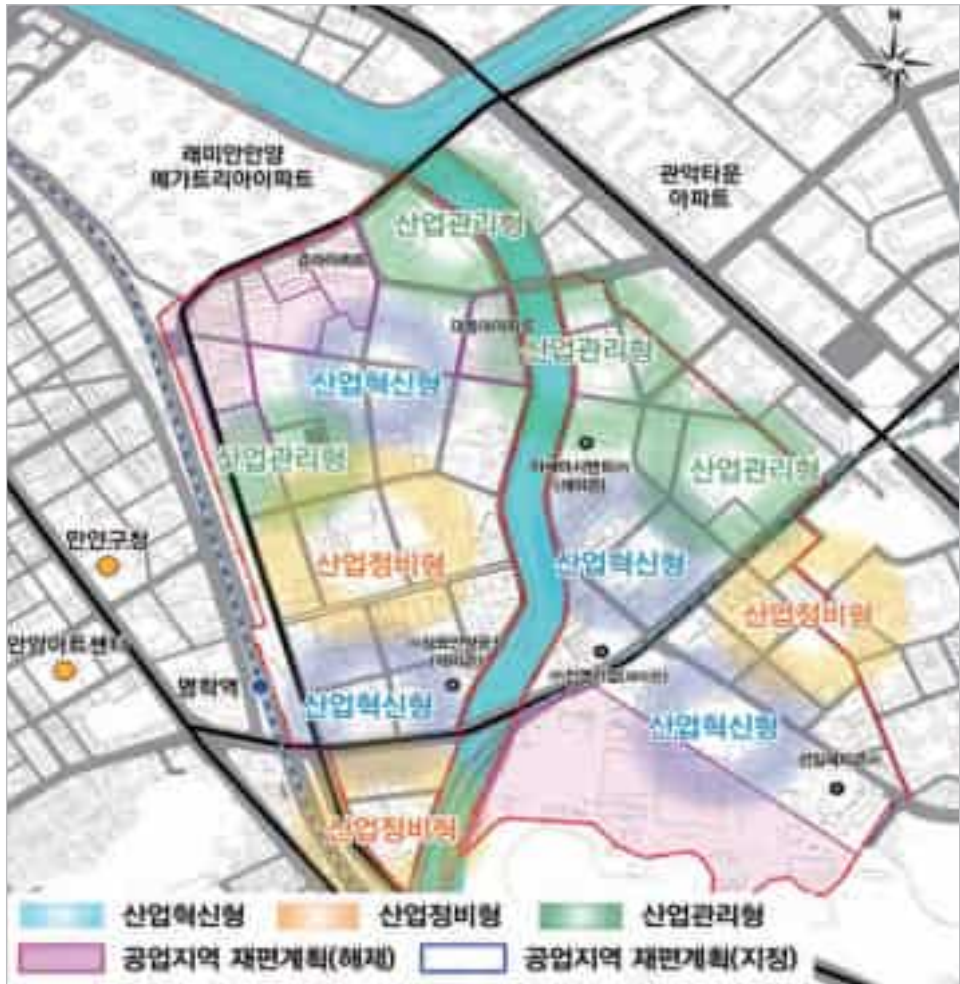 N
래미안안양
메가트리아아파트
관악타운
아파트
산업관리형
산업관리형
산업혁신형
산업관리형
산업관리형
만안구청
산업정비형
산업혁신형
산업정비형
안양아트센터
명학역
산업혁신형
산업혁신형
산업정비형
산업혁신형
산업정비형
산업관리형
공업지역 재편계획(해제)
공업지역 재편계획(지정)